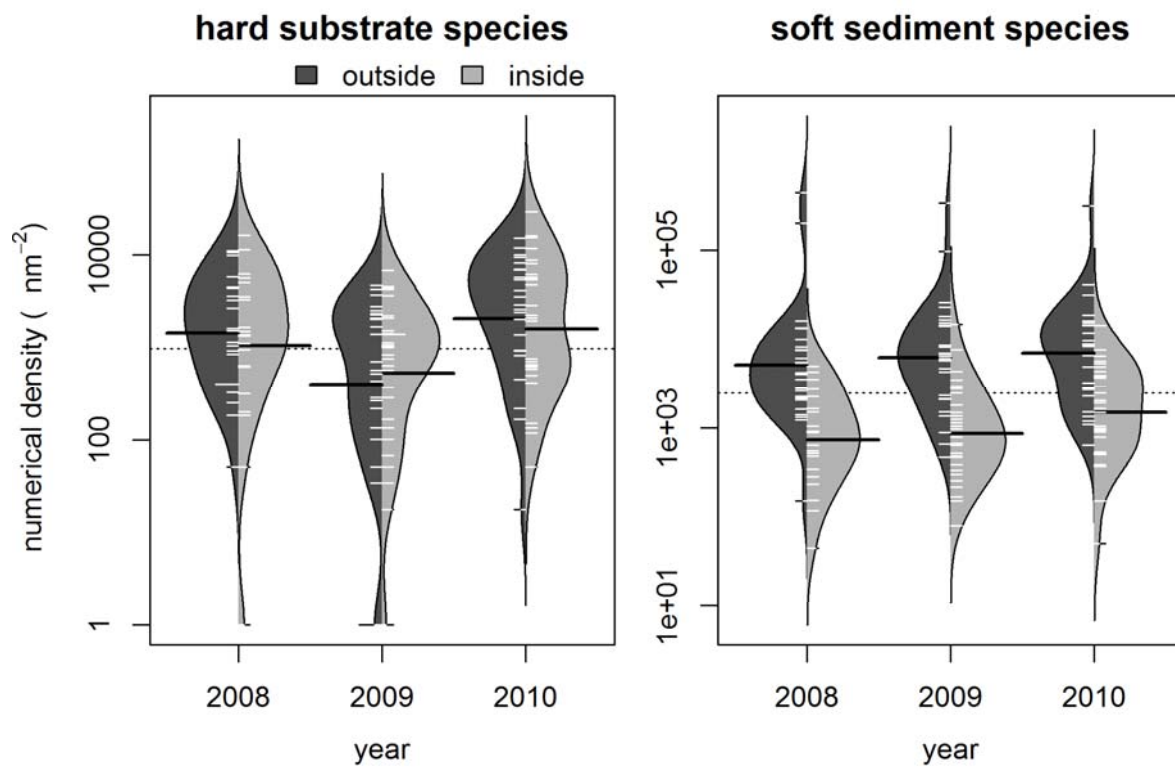 hard substrate species
outside inside
numerical density ( nm⁻²)
10000
100
1
2008 2009 2010
year
soft sediment species
1e+05
1e+03
1e+01
2008 2009 2010
year